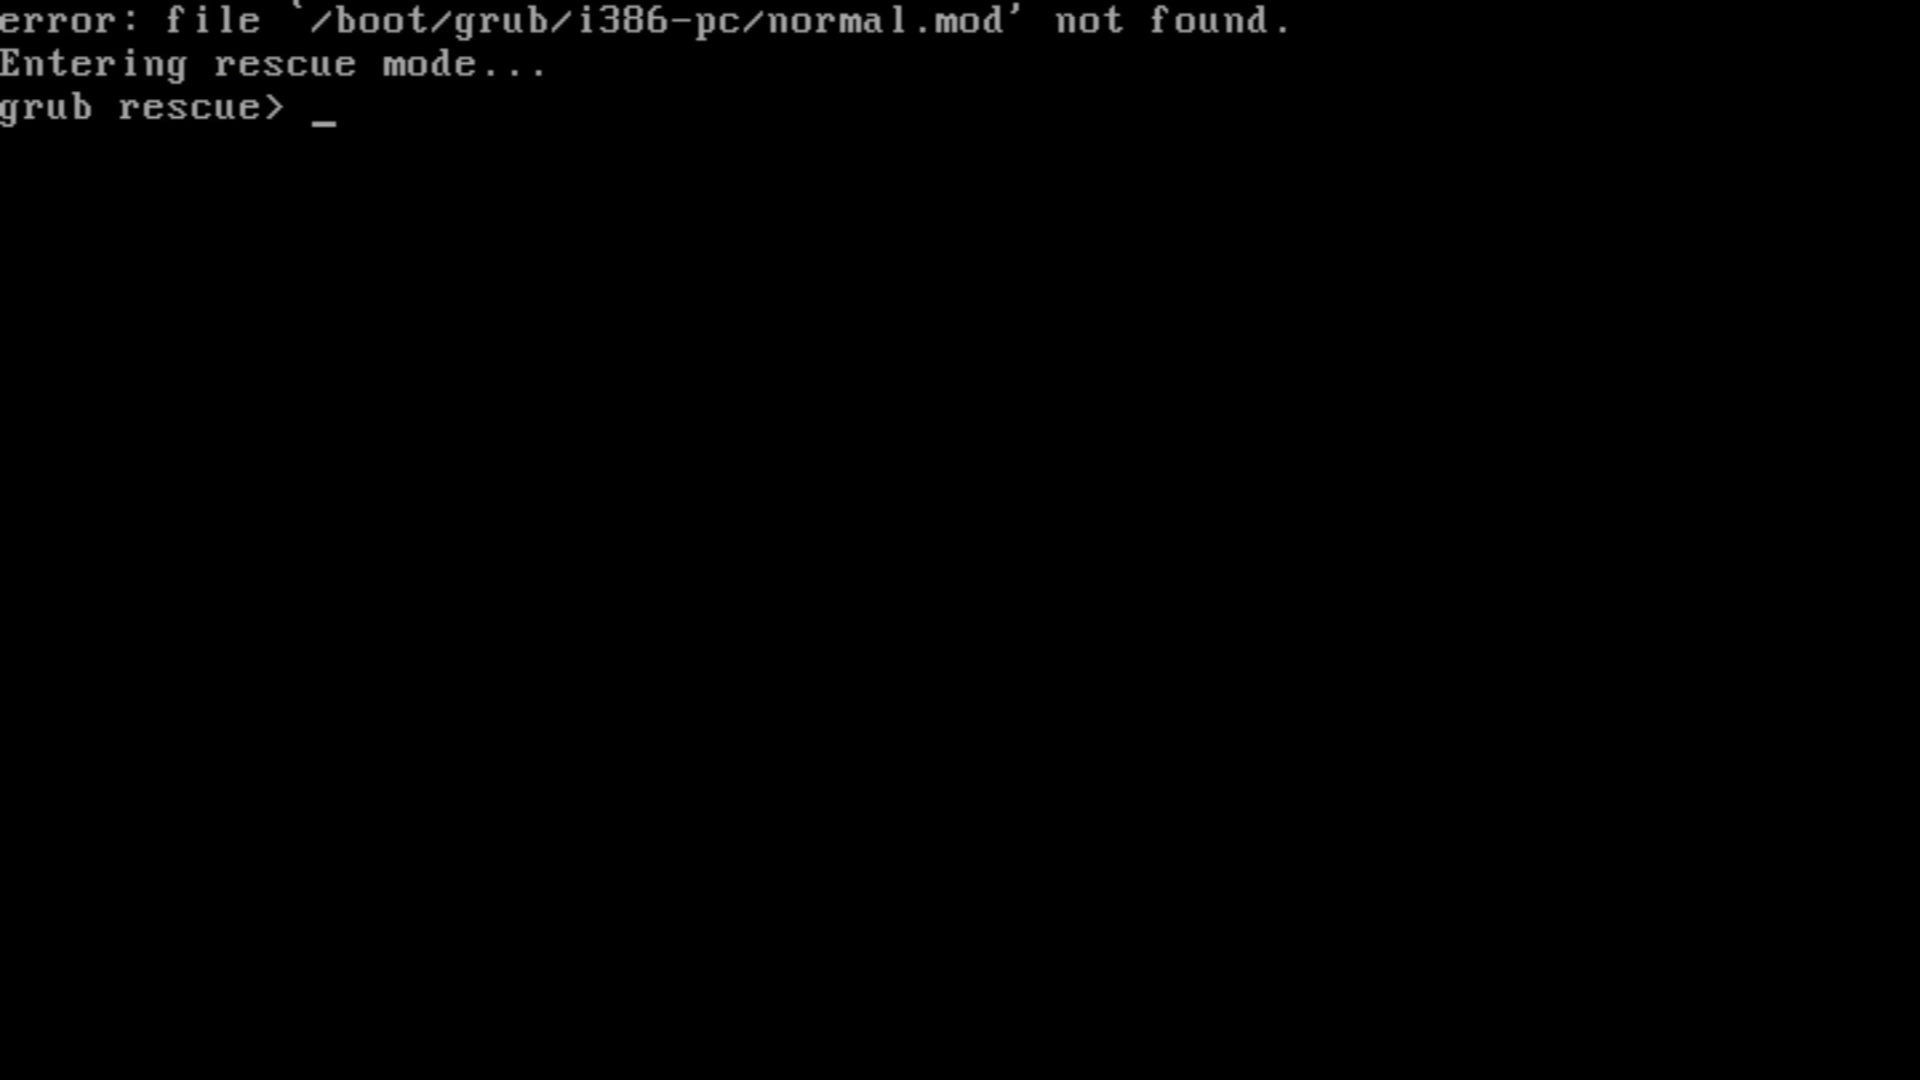 error: file `/boot/grub/i386-pc/normal.mod' not found.
Entering rescue mode...
grub rescue> _